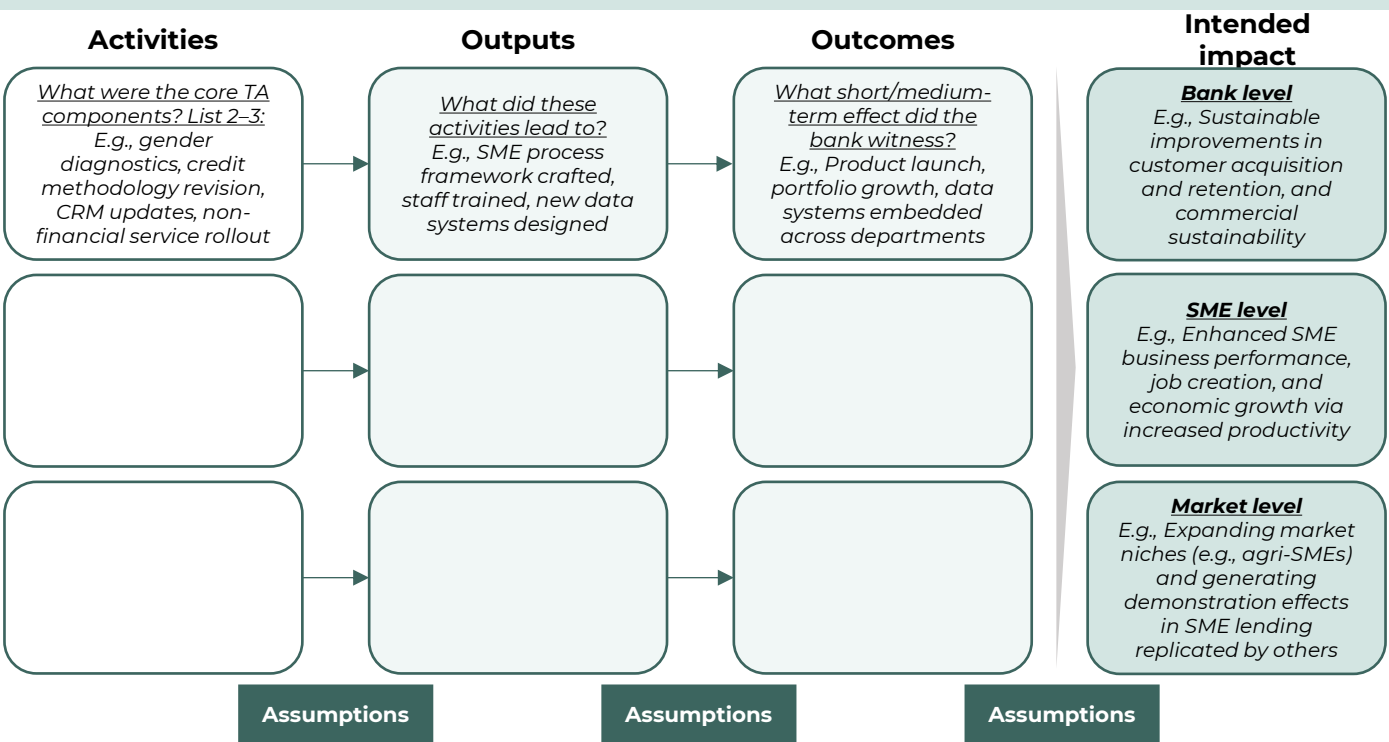 Activities
Outputs
Outcomes
Intended
impact
What were the core TA
components? List 2–3:
E.g., gender
diagnostics, credit
methodology revision,
CRM updates, non-
financial service rollout
What did these
activities lead to?
E.g., SME process
framework crafted,
staff trained, new data
systems designed
What short/medium-
term effect did the
bank witness?
E.g., Product launch,
portfolio growth, data
systems embedded
across departments
Bank level
E.g., Sustainable
improvements in
customer acquisition
and retention, and
commercial
sustainability
SME level
E.g., Enhanced SME
business performance,
job creation, and
economic growth via
increased productivity
Market level
E.g., Expanding market
niches (e.g., agri-SMEs)
and generating
demonstration effects
in SME lending
replicated by others
Assumptions
Assumptions
Assumptions